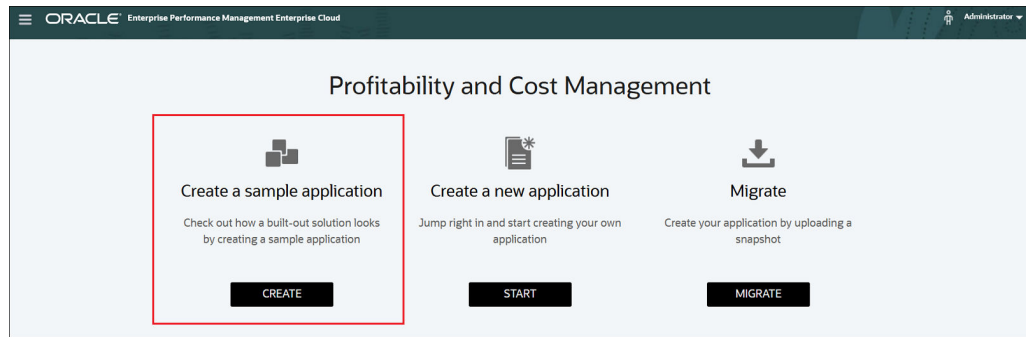 ORACLE® Enterprise Performance Management Enterprise Cloud
Administrator
Profitability and Cost Management
Create a sample application
Check out how a built-out solution looks
by creating a sample application
CREATE
Create a new application
Jump right in and start creating your own
application
START
Migrate
Create your application by uploading a
snapshot
MIGRATE